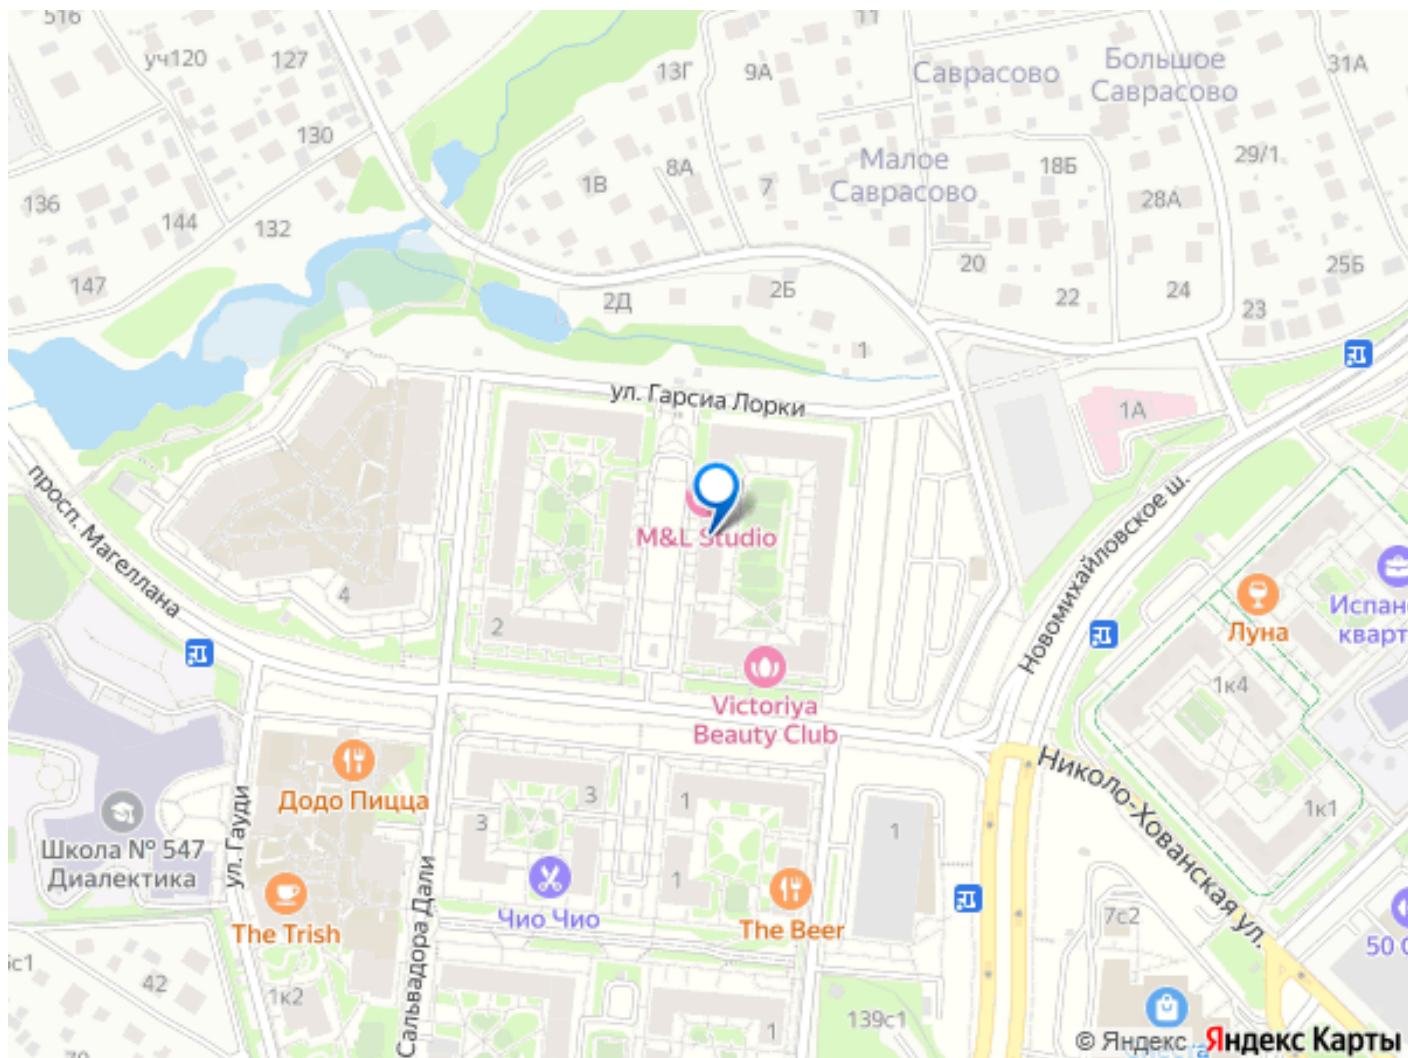 51б
уч120
127
130
136
144
132
147
11
13Г
9А
Саврасово
Большое
Саврасово
31А
29/1
Малое
Саврасово
18Б
28А
1В
8А
7
20
22
24
23
25Б
2Д
2Б
1
ул. Гарсиа Лорки
1А
просп. Магеллана
4
2
M&L Studio
Новомихайловское ш.
Луна
1к4
1к1
Victoriya
Beauty Club
Николо-Хованская ул.
Додо Пицца
ул. Гауди
Школа № 547
Диалектика
The Trish
Сальвадора Дали
3
3
1
1
1
Чио Чио
The Beer
42
1к2
1
139с1
7с2
50
© Яндекс Яндекс Карты